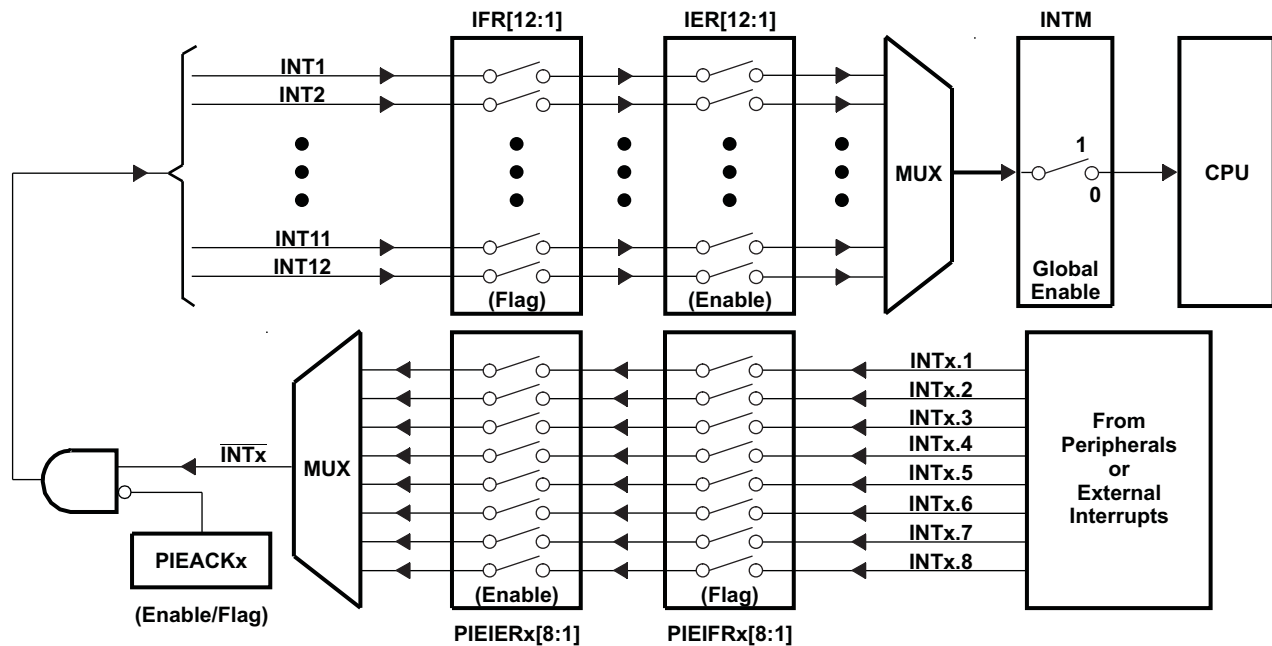 IFR[12:1]
IER[12:1]
INTM
INT1
INT2
1
MUX
CPU
0
INT11
INT12
(Flag)
(Enable)
Global
Enable
INTx.1
INTx.2
INTx.3
INTx.4
INTx.5
INTx.6
INTx.7
INTx.8
From
Peripherals
or
External
Interrupts
INTx
MUX
PIEACKx
(Enable/Flag)
(Enable)
(Flag)
PIEIERx[8:1]
PIEIFRx[8:1]